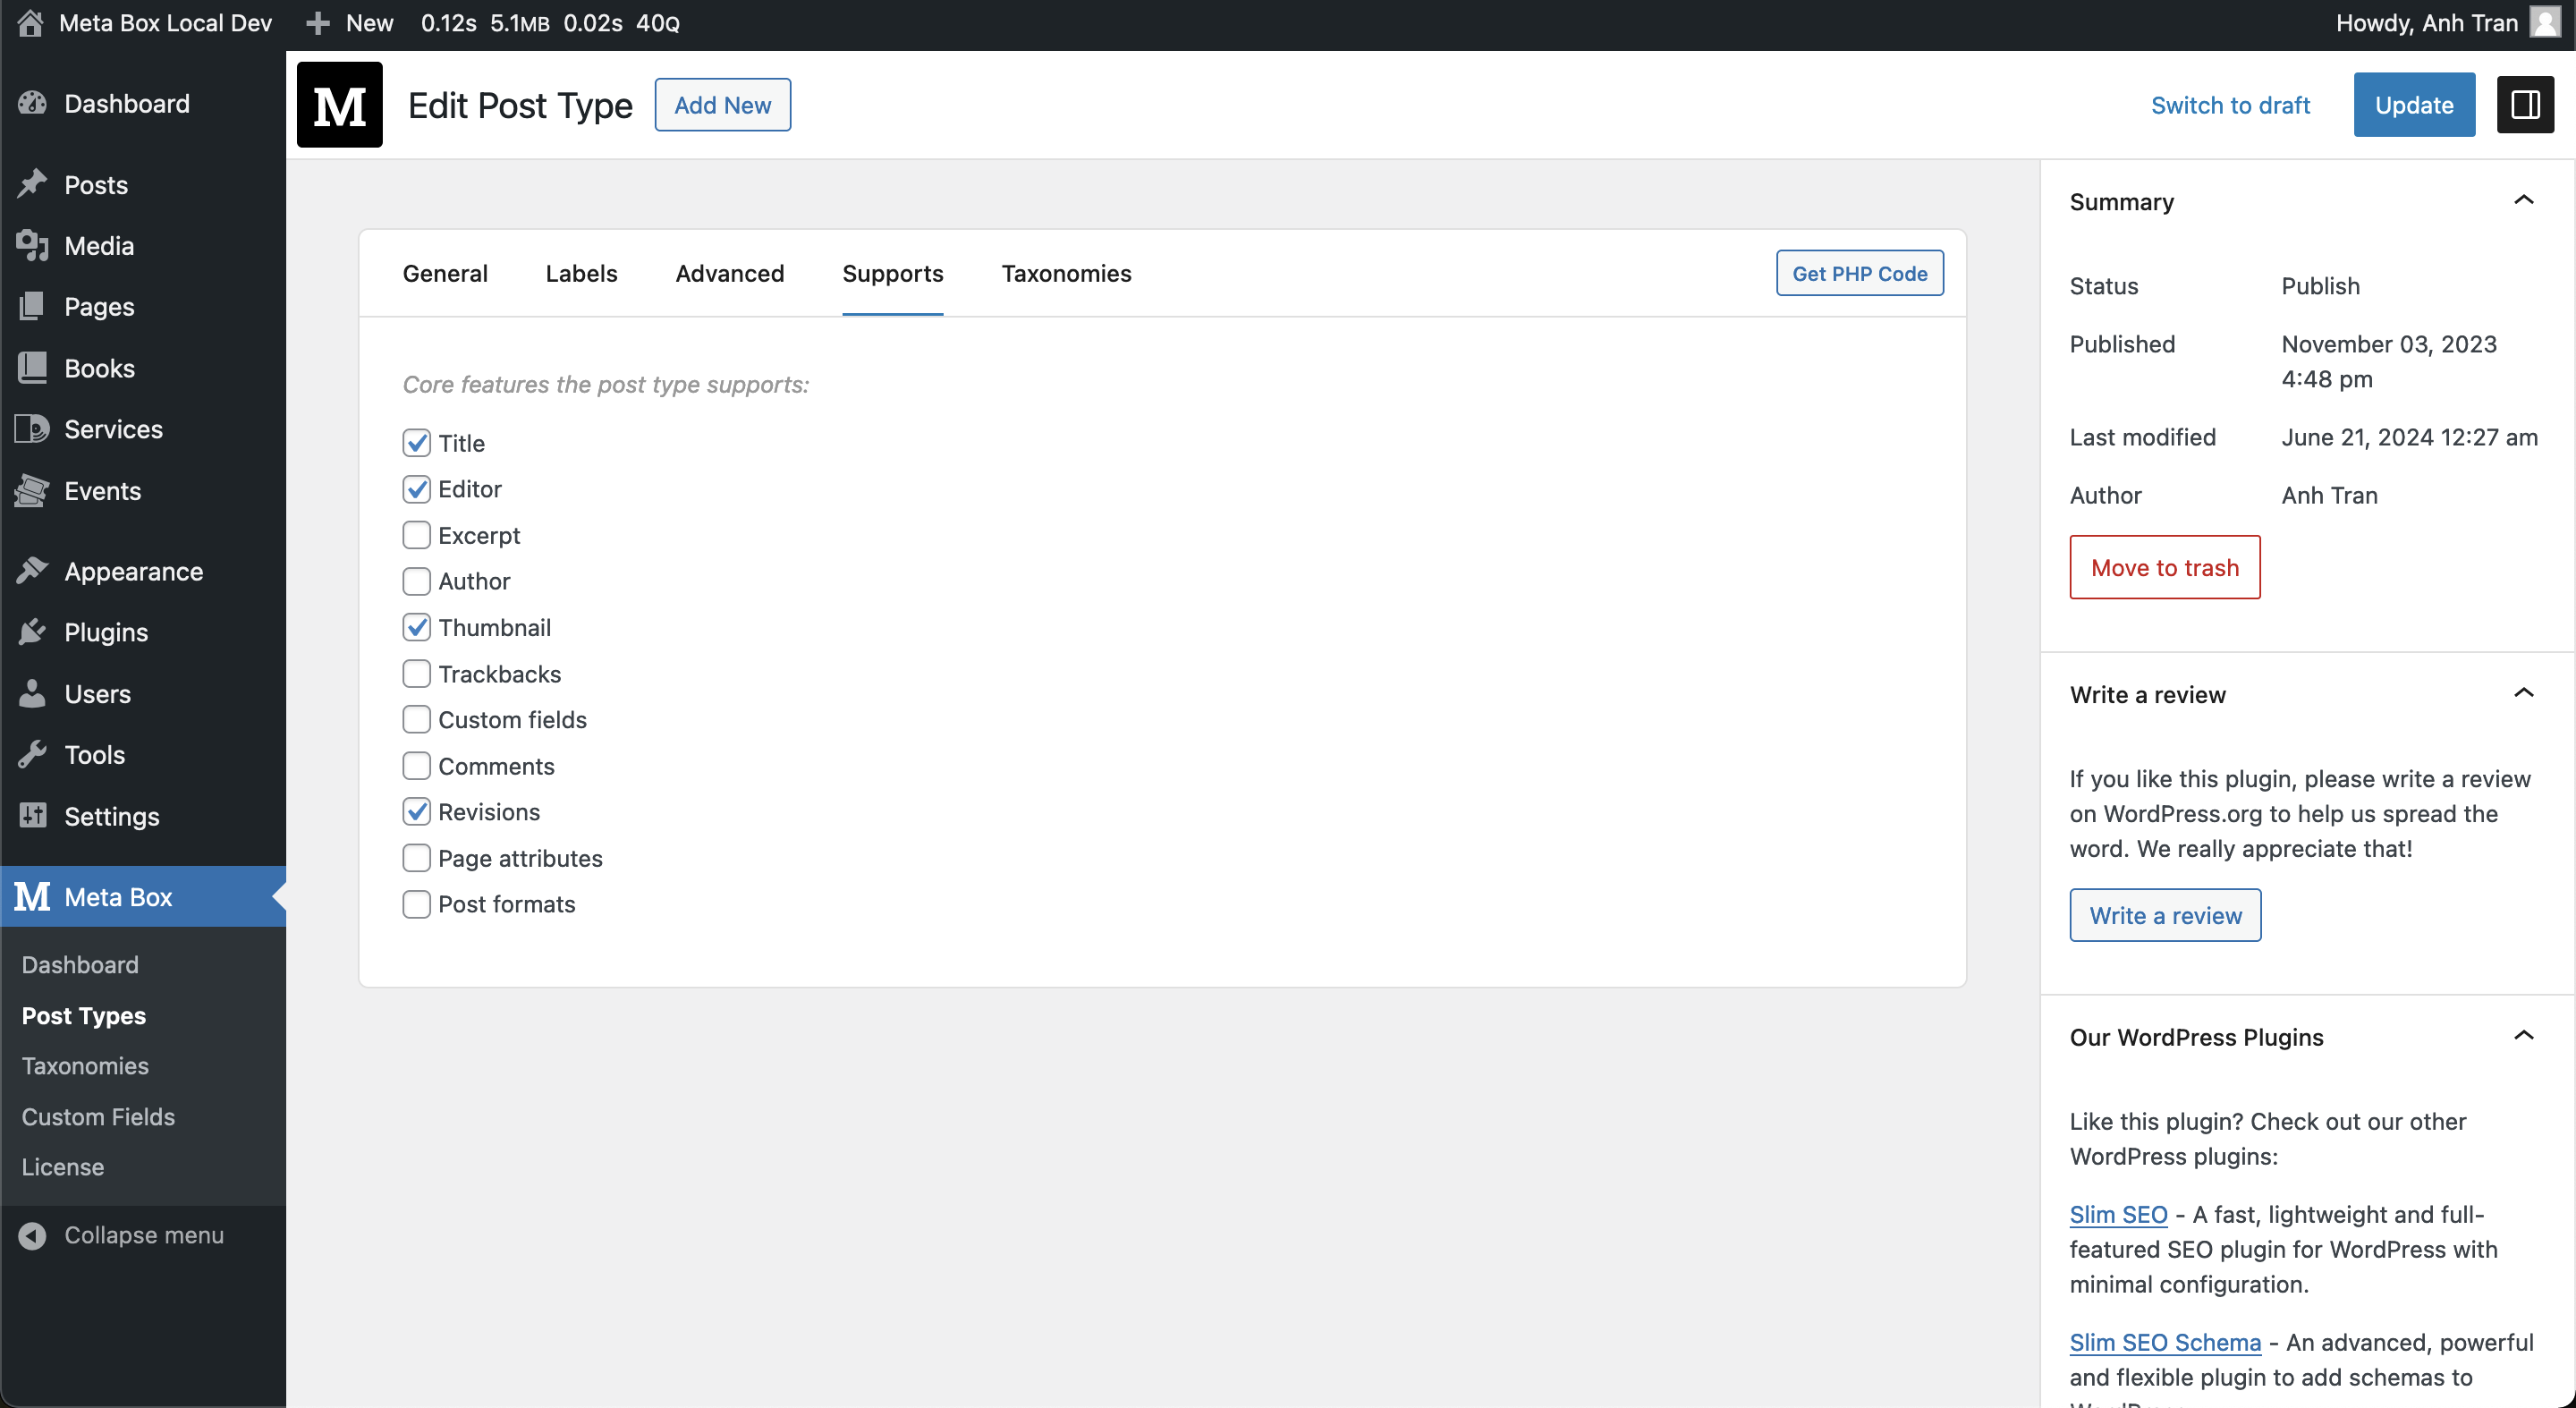 Meta Box Local Dev
New
0.12s 5.1MB 0.02s 40Q
Howdy, Anh Tran
Dashboard
Posts
Media
Pages
Books
Services
Events
Appearance
Plugins
Users
Tools
Settings
M Meta Box
Dashboard
Post Types
Taxonomies
Custom Fields
License
Collapse menu
M
Edit Post Type
Add New
Switch to draft
Update
General
Labels
Advanced
Supports
Taxonomies
Get PHP Code
Core features the post type supports:
Title
Editor
Excerpt
Author
Thumbnail
Trackbacks
Custom fields
Comments
Revisions
Page attributes
Post formats
Summary
Status Publish
Published November 03, 2023
4:48 pm
Last modified June 21, 2024 12:27 am
Author Anh Tran
Move to trash
Write a review
If you like this plugin, please write a review
on WordPress.org to help us spread the
word. We really appreciate that!
Write a review
Our WordPress Plugins
Like this plugin? Check out our other
WordPress plugins:
Slim SEO - A fast, lightweight and full-
featured SEO plugin for WordPress with
minimal configuration.
Slim SEO Schema - An advanced, powerful
and flexible plugin to add schemas to